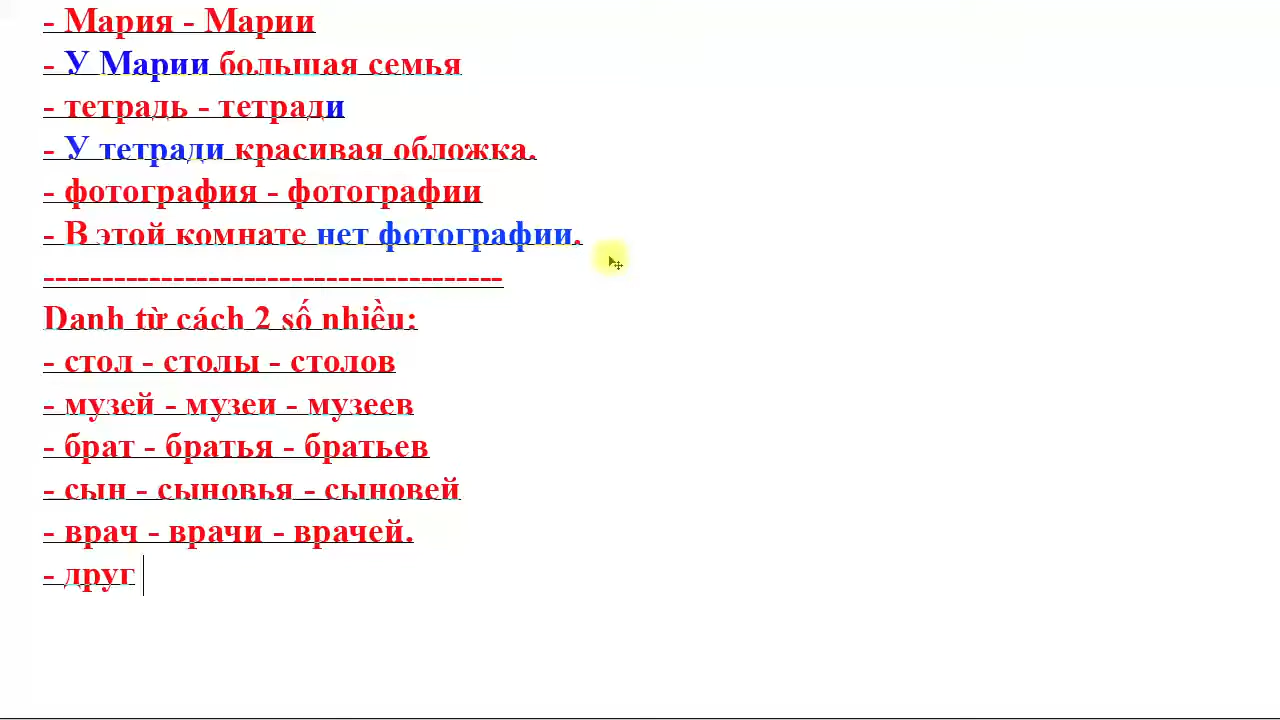 - Мария - Марии
- У Марии большая семья
- тетрадь - тетради
- У тетради красивая обложка.
- фотография - фотографии
- В этой комнате нет фотографии.
---------------------------------------
Danh từ cách 2 số nhiều:
- стол - столы - столов
- музей - музеи - музеев
- брат - братья - братьев
- сын - сыновья - сыновей
- врач - врачи - врачей.
- друг